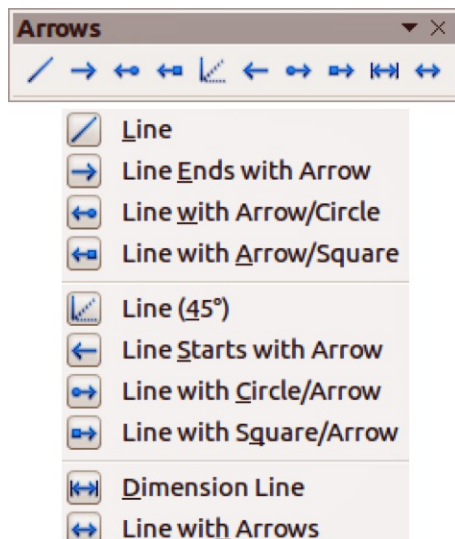 Arrows
Line
Line Ends with Arrow
Line with Arrow/Circle
Line with Arrow/Square
Line (45°)
Line Starts with Arrow
Line with Circle/Arrow
Line with Square/Arrow
Dimension Line
Line with Arrows